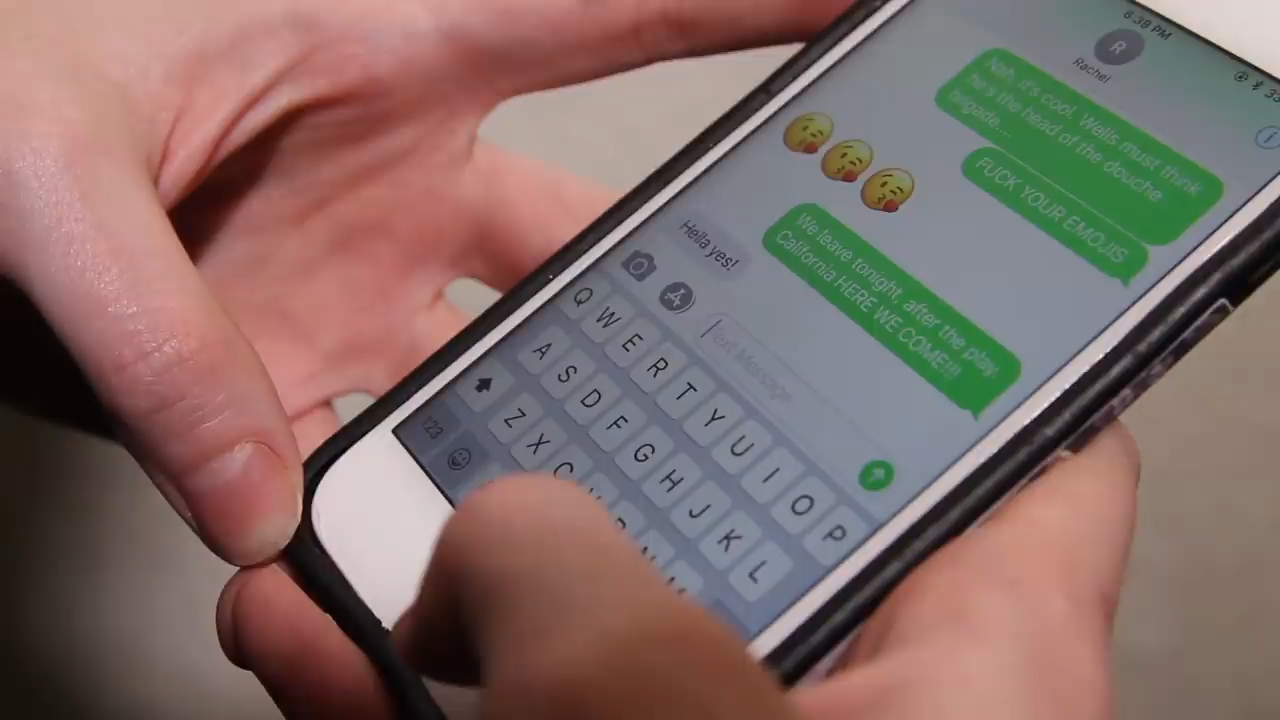 6:38 PM
R
Rachel
Nah, it's cool. Wells must think
he's the head of the douche
brigade...
FUCK YOUR EMOJIS
We leave tonight, after the play.
California HERE WE COME!!!
Hella yes!
Text Message
Q W E R T Y U I O P
A S D F G H J K L
Z X C V B N M
123